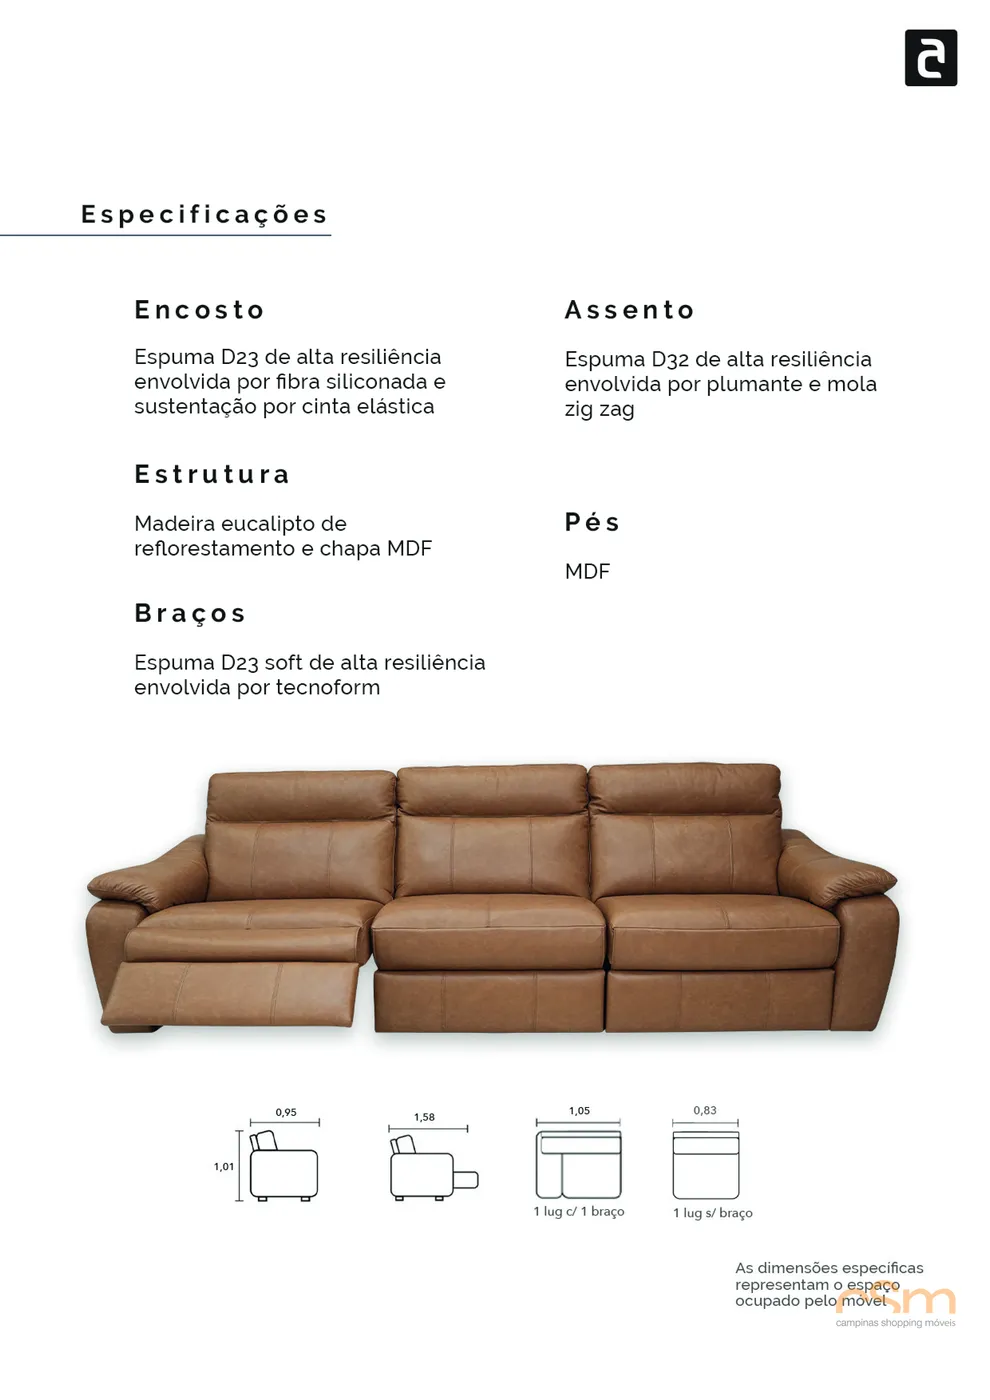 Especificações
Encosto
Espuma D23 de alta resiliência
envolvida por fibra siliconada e
sustentação por cinta elástica
Assento
Espuma D32 de alta resiliência
envolvida por plumante e mola
zig zag
Estrutura
Madeira eucalipto de
reflorestamento e chapa MDF
Pés
MDF
Braços
Espuma D23 soft de alta resiliência
envolvida por tecnoform
0,95
1,01
1,58
1,05
1 lug c/ 1 braço
0,83
1 lug s/ braço
As dimensões específicas
representam o espaço
ocupado pelo móvel
csm
campinas shopping móveis